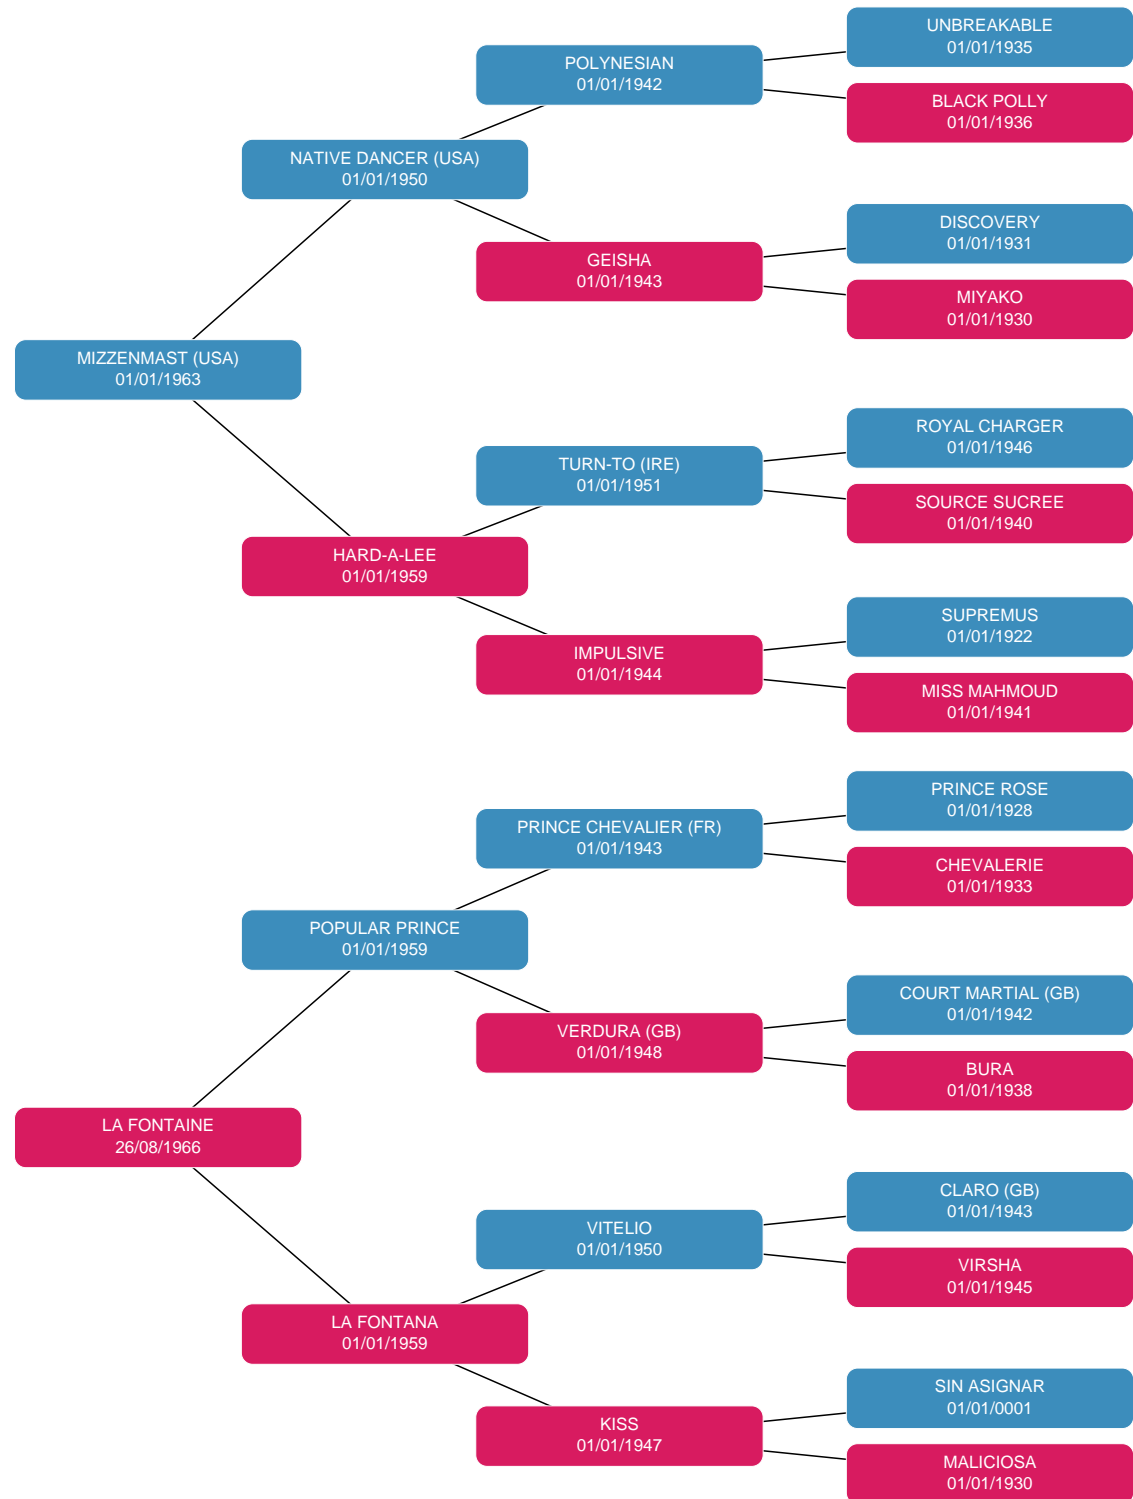 UNBREAKABLE
01/01/1935
POLYNESIAN
01/01/1942
BLACK POLLY
01/01/1936
NATIVE DANCER (USA)
01/01/1950
DISCOVERY
01/01/1931
GEISHA
01/01/1943
MIYAKO
01/01/1930
MIZZENMAST (USA)
01/01/1963
ROYAL CHARGER
01/01/1946
TURN-TO (IRE)
01/01/1951
SOURCE SUCREE
01/01/1940
HARD-A-LEE
01/01/1959
SUPREMUS
01/01/1922
IMPULSIVE
01/01/1944
MISS MAHMOUD
01/01/1941
PRINCE ROSE
01/01/1928
PRINCE CHEVALIER (FR)
01/01/1943
CHEVALERIE
01/01/1933
POPULAR PRINCE
01/01/1959
COURT MARTIAL (GB)
01/01/1942
VERDURA (GB)
01/01/1948
BURA
01/01/1938
LA FONTAINE
26/08/1966
CLARO (GB)
01/01/1943
VITELIO
01/01/1950
VIRSHA
01/01/1945
LA FONTANA
01/01/1959
SIN ASIGNAR
01/01/0001
KISS
01/01/1947
MALICIOSA
01/01/1930